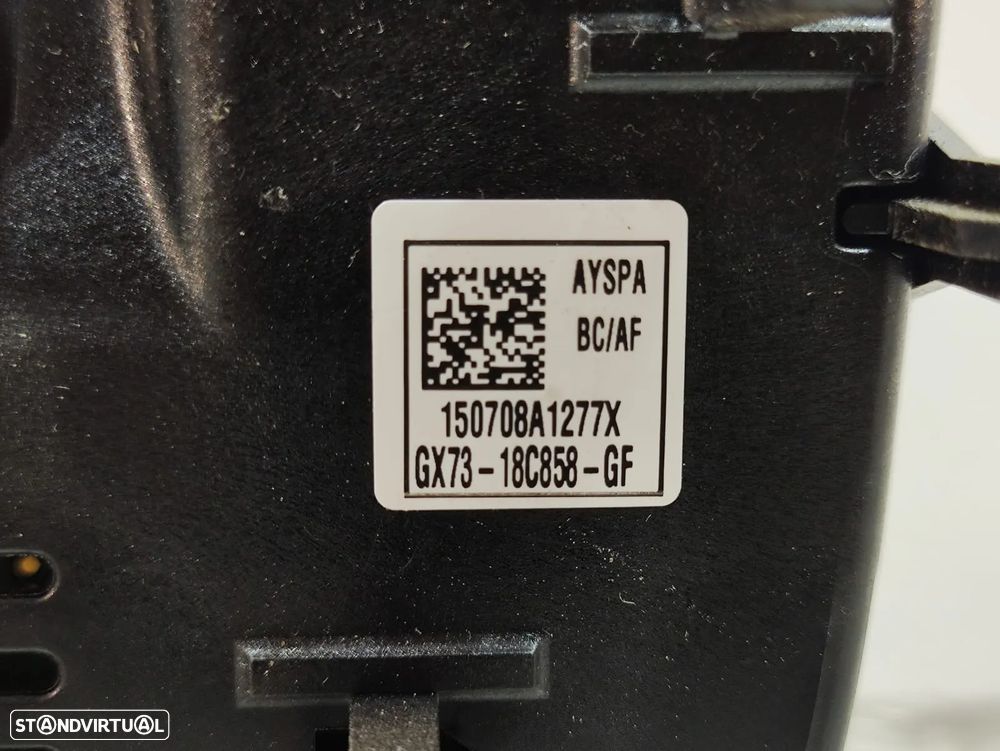 AYSPA
BC/AF
150708A1277X
GX73-18C858-GF
STANDVIRTUAL